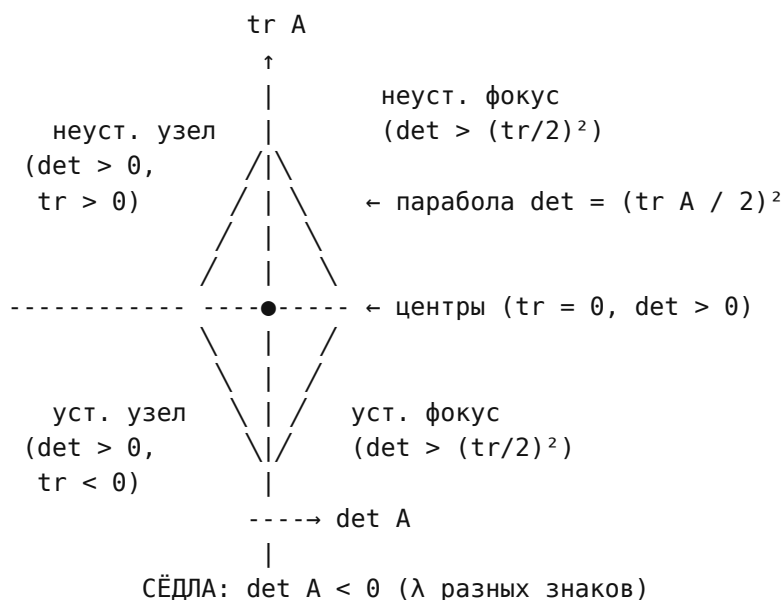 tr A
↑
| неуст. фокус
неуст. узел | (det > (tr/2)²)
(det > 0, /|\
tr > 0) / | \ ← парабола det = (tr A / 2)²
/ | \
/ | \
------------ ----●----- ← центры (tr = 0, det > 0)
\ | /
\ | /
уст. узел \ | / уст. фокус
(det > 0, \|/ (det > (tr/2)²)
tr < 0) |
----→ det A
|
СЁДЛА: det A < 0 (λ разных знаков)